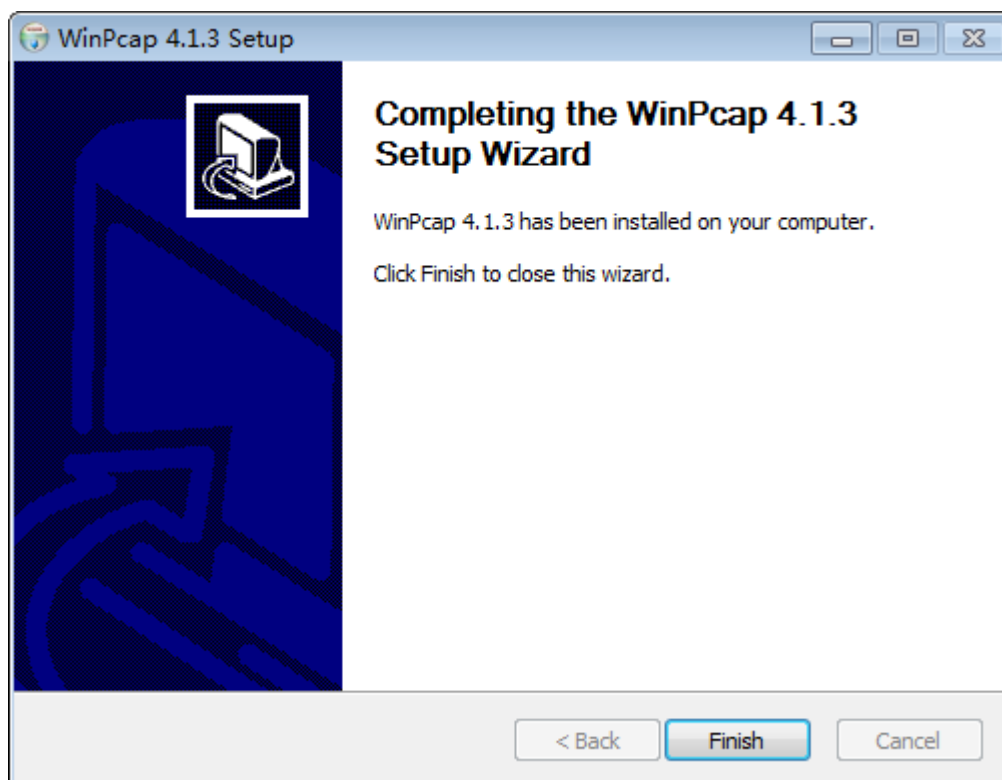 WinPcap 4.1.3 Setup
Completing the WinPcap 4.1.3
Setup Wizard
WinPcap 4.1.3 has been installed on your computer.
Click Finish to close this wizard.
< Back
Finish
Cancel